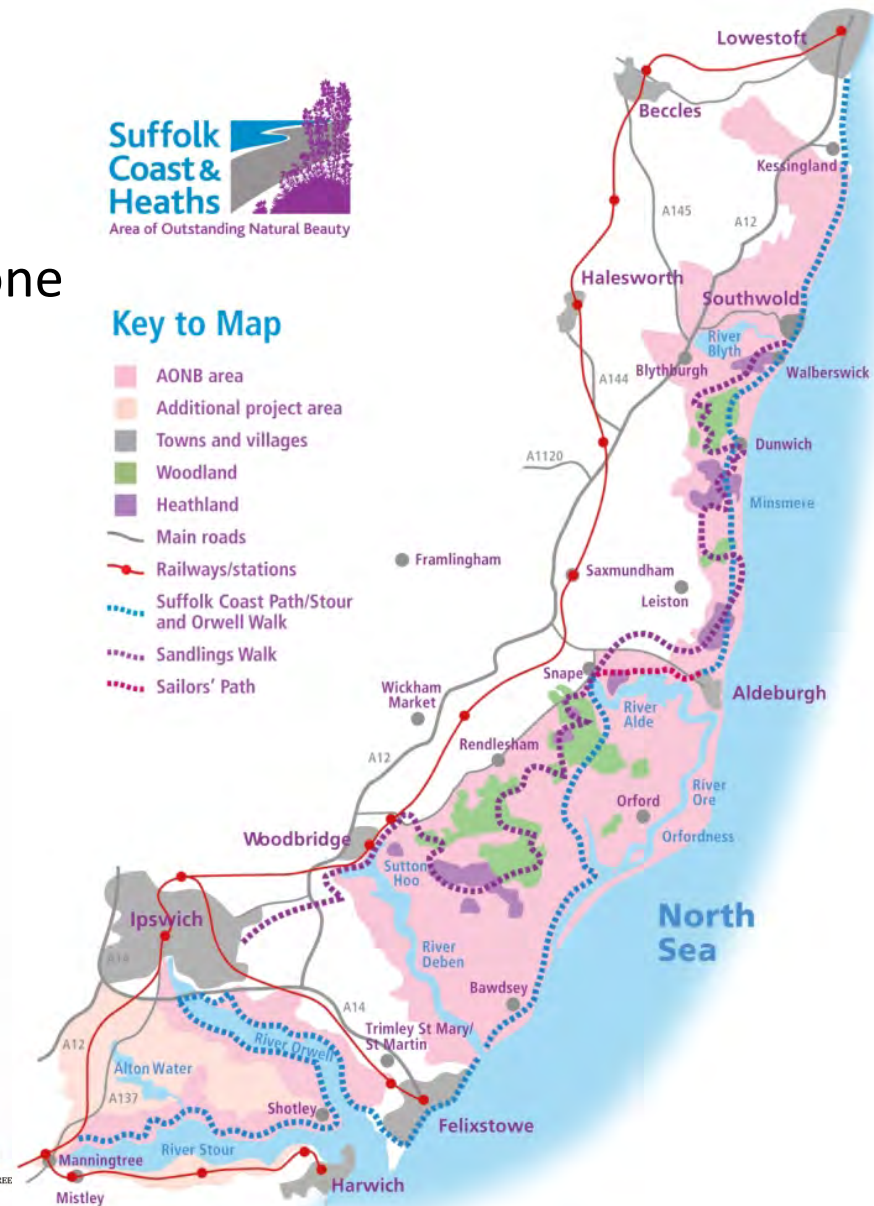 Suffolk
Coast &
Heaths
Area of Outstanding Natural Beauty
one
Key to Map
AONB area
Additional project area
Towns and villages
Woodland
Heathland
Main roads
Railways/stations
Suffolk Coast Path/Stour
and Orwell Walk
Sandlings Walk
Sailors' Path
Lowestoft
Beccles
Kessingland
A145
A12
Halesworth
Southwold
River
Blyth
Blythburgh
Walberswick
A144
Dunwich
A1120
Minsmere
Framlingham
Saxmundham
Leiston
Snape
Aldeburgh
Wickham
Market
River
Alde
Rendlesham
A12
River
Ore
Orford
Orfordness
Woodbridge
Sutton
Hoo
Ipswich
North
Sea
River
Deben
A14
Bawdsey
A14
Trimley St Mary/
St Martin
A12
River Orwell
Alton Water
A137
Shotley
Felixstowe
River Stour
Manningtree
REE
Mistley
Harwich